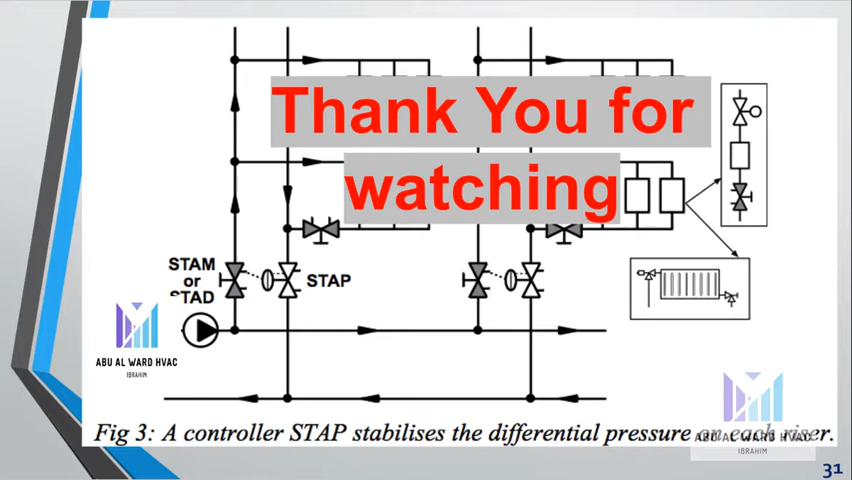 Thank You for
watching
STAM
or
STAD
STAP
ABU AL WARD HVAC
IBRAHIM
Fig 3: A controller STAP stabilises the differential pressure on each riser.
ABU AL WARD HVAC
IBRAHIM
31